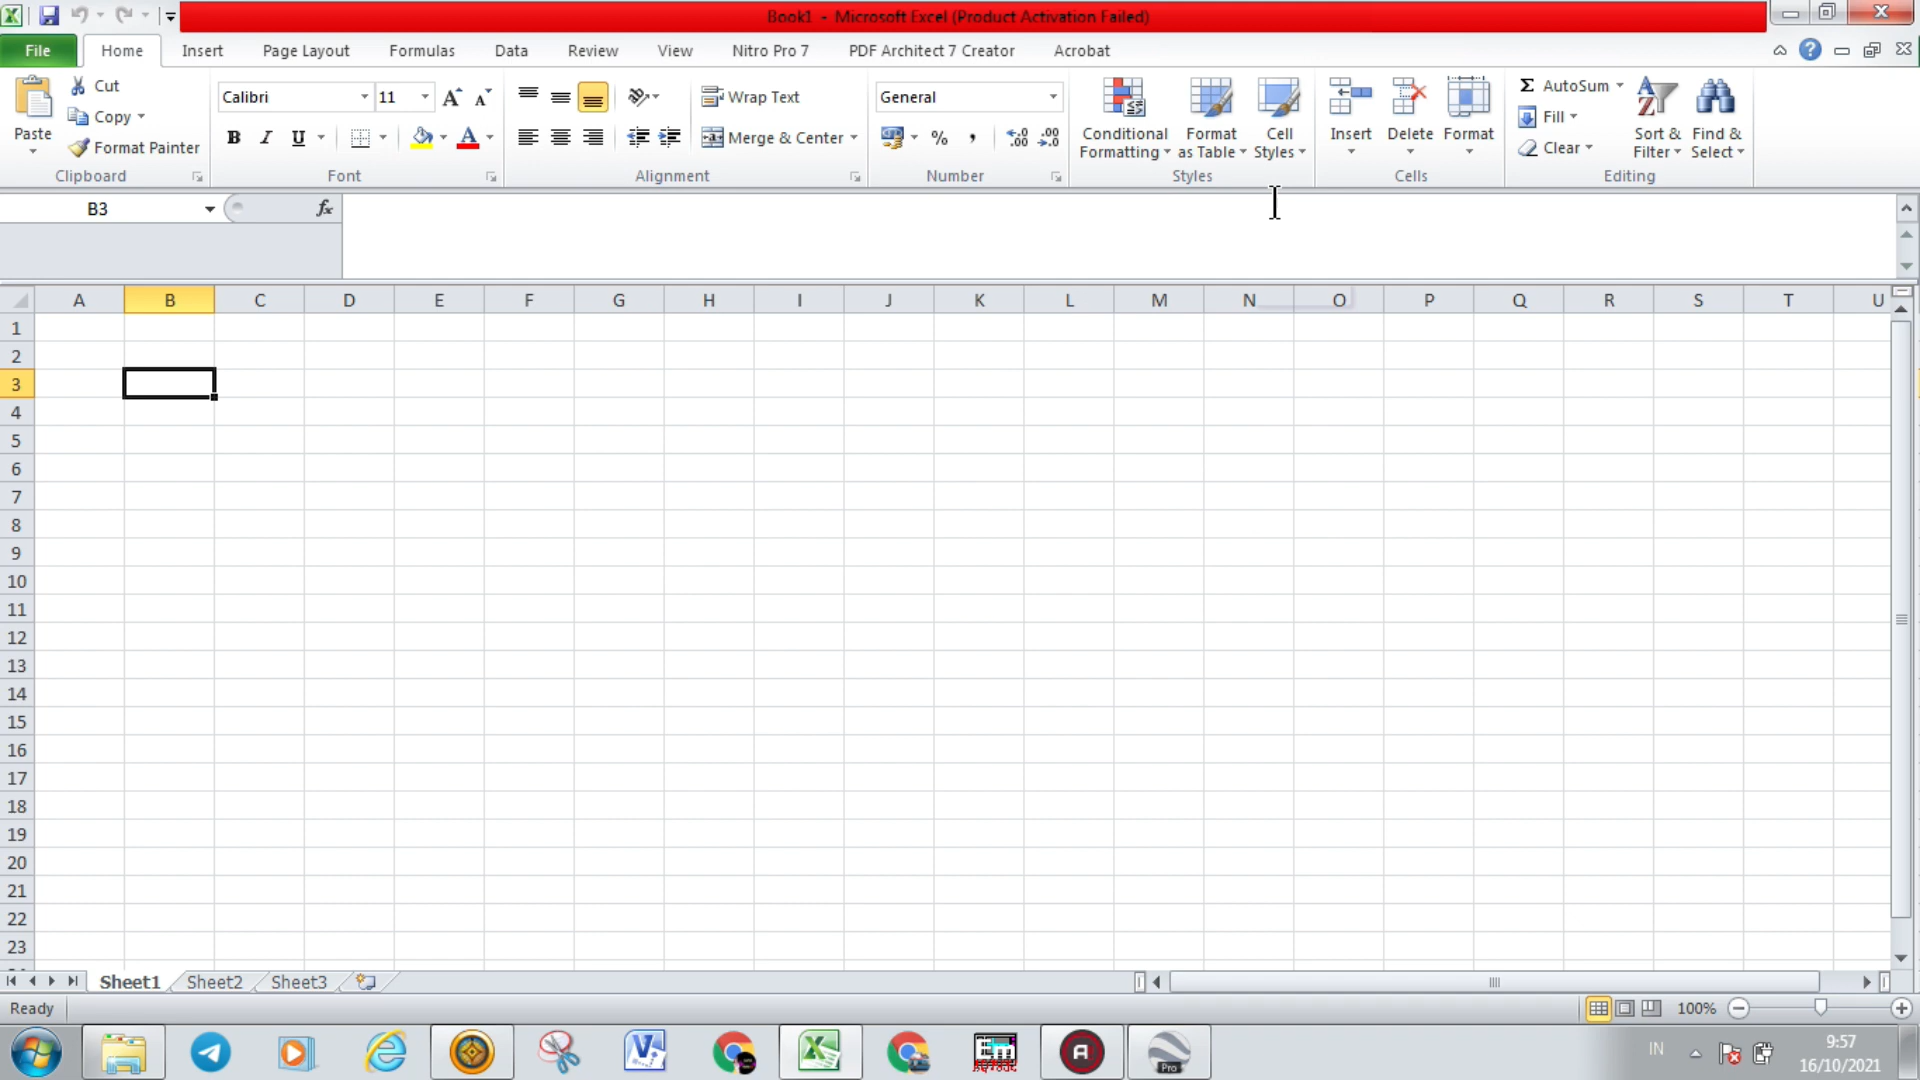 Book1 - Microsoft Excel (Product Activation Failed)
File Home Insert Page Layout Formulas Data Review View Nitro Pro 7 PDF Architect 7 Creator Acrobat
Cut
Copy
Format Painter
Paste
Clipboard
Calibri 11
B I U
Font
Wrap Text
Merge & Center
Alignment
General
% ,
Number
Conditional Formatting
Format as Table
Cell Styles
Styles
Insert Delete Format
Cells
Σ AutoSum
Fill
Clear
Sort & Filter
Find & Select
Editing
B3 fx
A B C D E F G H I J K L M N O P Q R S T U
1
2
3
4
5
6
7
8
9
10
11
12
13
14
15
16
17
18
19
20
21
22
23
Sheet1 Sheet2 Sheet3
Ready 100%
Pro
IN
9:57
16/10/2021